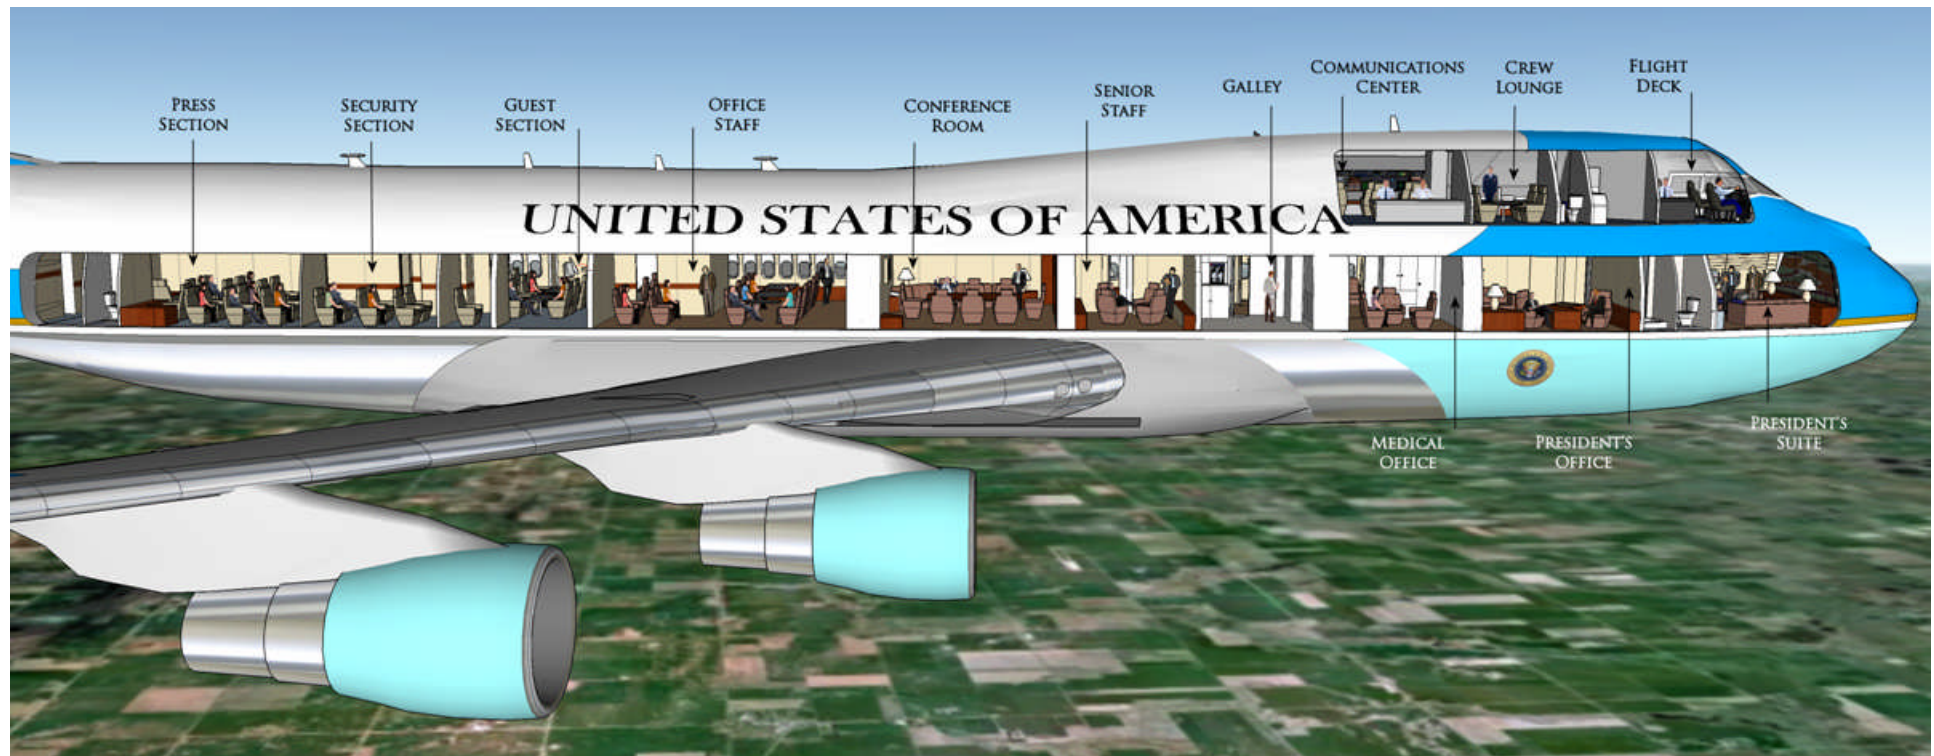 PRESS
SECTION
SECURITY
SECTION
GUEST
SECTION
OFFICE
STAFF
CONFERENCE
ROOM
SENIOR
STAFF
GALLEY
COMMUNICATIONS
CENTER
CREW
LOUNGE
FLIGHT
DECK
UNITED STATES OF AMERICA
MEDICAL
OFFICE
PRESIDENT'S
OFFICE
PRESIDENT'S
SUITE